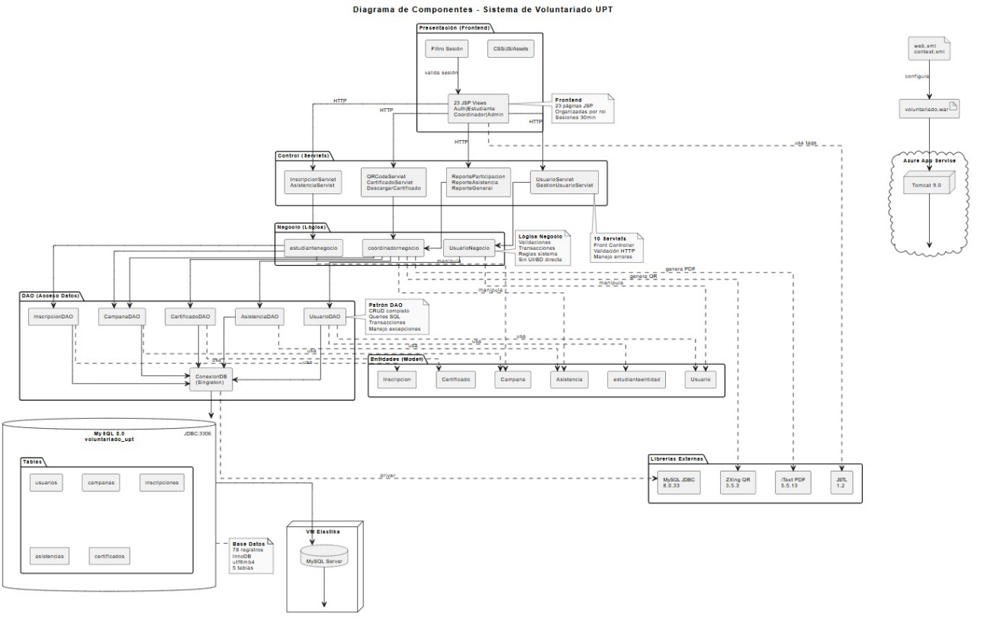 Diagrama de Componentes - Sistema de Voluntariado UPT
Presentación (Frontend)
Filtro Sesión
CSS/JS/Assets
valida sesión
23 JSP Views
Auth|Estudiante
Coordinador|Admin
Frontend
23 páginas JSP
Organizadas por rol
Sesiones 30min
HTTP
HTTP
HTTP
HTTP
usa tags
web.xml
context.xml
configura
voluntariado.war
Azure App Service
Tomcat 9.0
Control (Servlets)
InscripcionServlet
AsistenciaServlet
QRCodeServlet
CertificadoServlet
DescargarCertificado
ReporteParticipacion
ReporteAsistencia
ReporteGeneral
UsuarioServlet
GestionUsuarioServlet
Negocio (Lógica)
estudiantenegocio
coordinadornegocio
UsuarioNegocio
Lógica Negocio
Validaciones
Transacciones
Reglas sistema
Sin UI/BD directa
10 Servlets
Front Controller
Validación HTTP
Manejo errores
manipula
genera PDF
genera QR
manipula
manipula
DAO (Acceso Datos)
InscripcionDAO
CampanaDAO
CertificadoDAO
AsistenciaDAO
UsuarioDAO
Patrón DAO
CRUD completo
Queries SQL
Transacciones
Manejo excepciones
usa
usa
usa
usa
usa
usa
ConexionDB
(Singleton)
Entidades (Model)
Inscripcion
Certificado
Campana
Asistencia
estudianteentidad
Usuario
MySQL 8.0
voluntariado_upt
JDBC:3306
Tablas
usuarios
campanas
inscripciones
asistencias
certificados
Base Datos
78 registros
InnoDB
utf8mb4
5 tablas
driver
VM Elastika
MySQL Server
Librerías Externas
MySQL JDBC
8.0.33
ZXing QR
3.5.3
iText PDF
5.5.13
JSTL
1.2